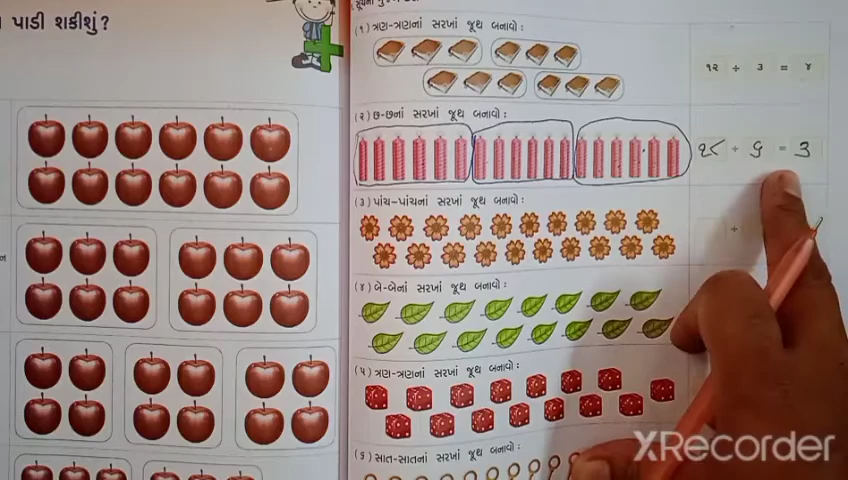 પાડી શકીશું?
(૧) ત્રણ-ત્રણનાં સરખાં જૂથ બનાવો :
૧૨ ÷ ૩ = ૪
(૨) છ-છનાં સરખાં જૂથ બનાવો :
૧૮ ÷ ૬ = ૩
(૩) પાંચ-પાંચનાં સરખાં જૂથ બનાવો :
÷
(૪) બે-બેનાં સરખાં જૂથ બનાવો :
(૫) ત્રણ-ત્રણનાં સરખાં જૂથ બનાવો :
(૬) સાત-સાતનાં સરખાં જૂથ બનાવો :
XRecorder